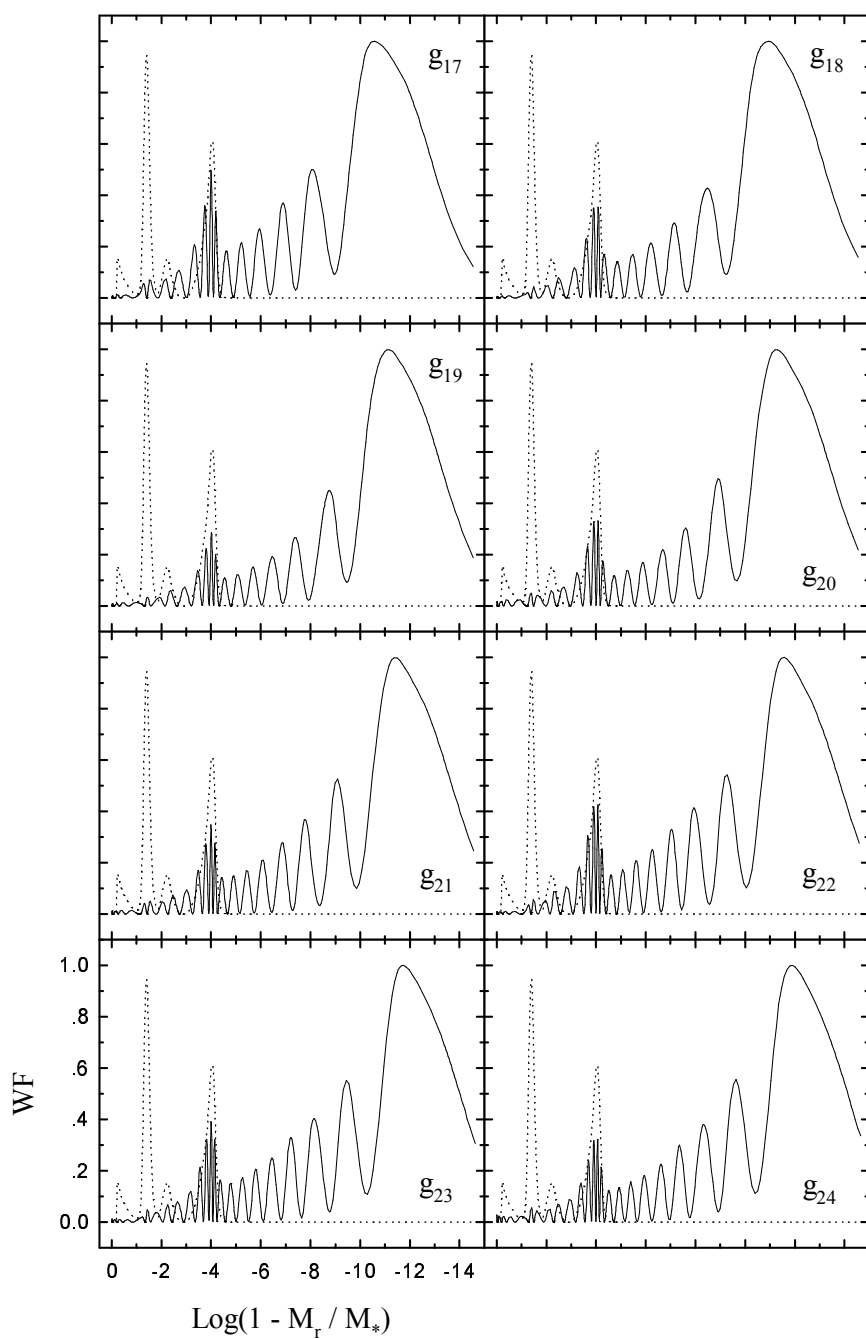 g₁₇
g₁₈
g₁₉
g₂₀
g₂₁
g₂₂
g₂₃
g₂₄
1.0
.8
.6
.4
.2
0.0
WF
0 -2 -4 -6 -8 -10 -12 -14
Log(1 - Mᵣ / M*)